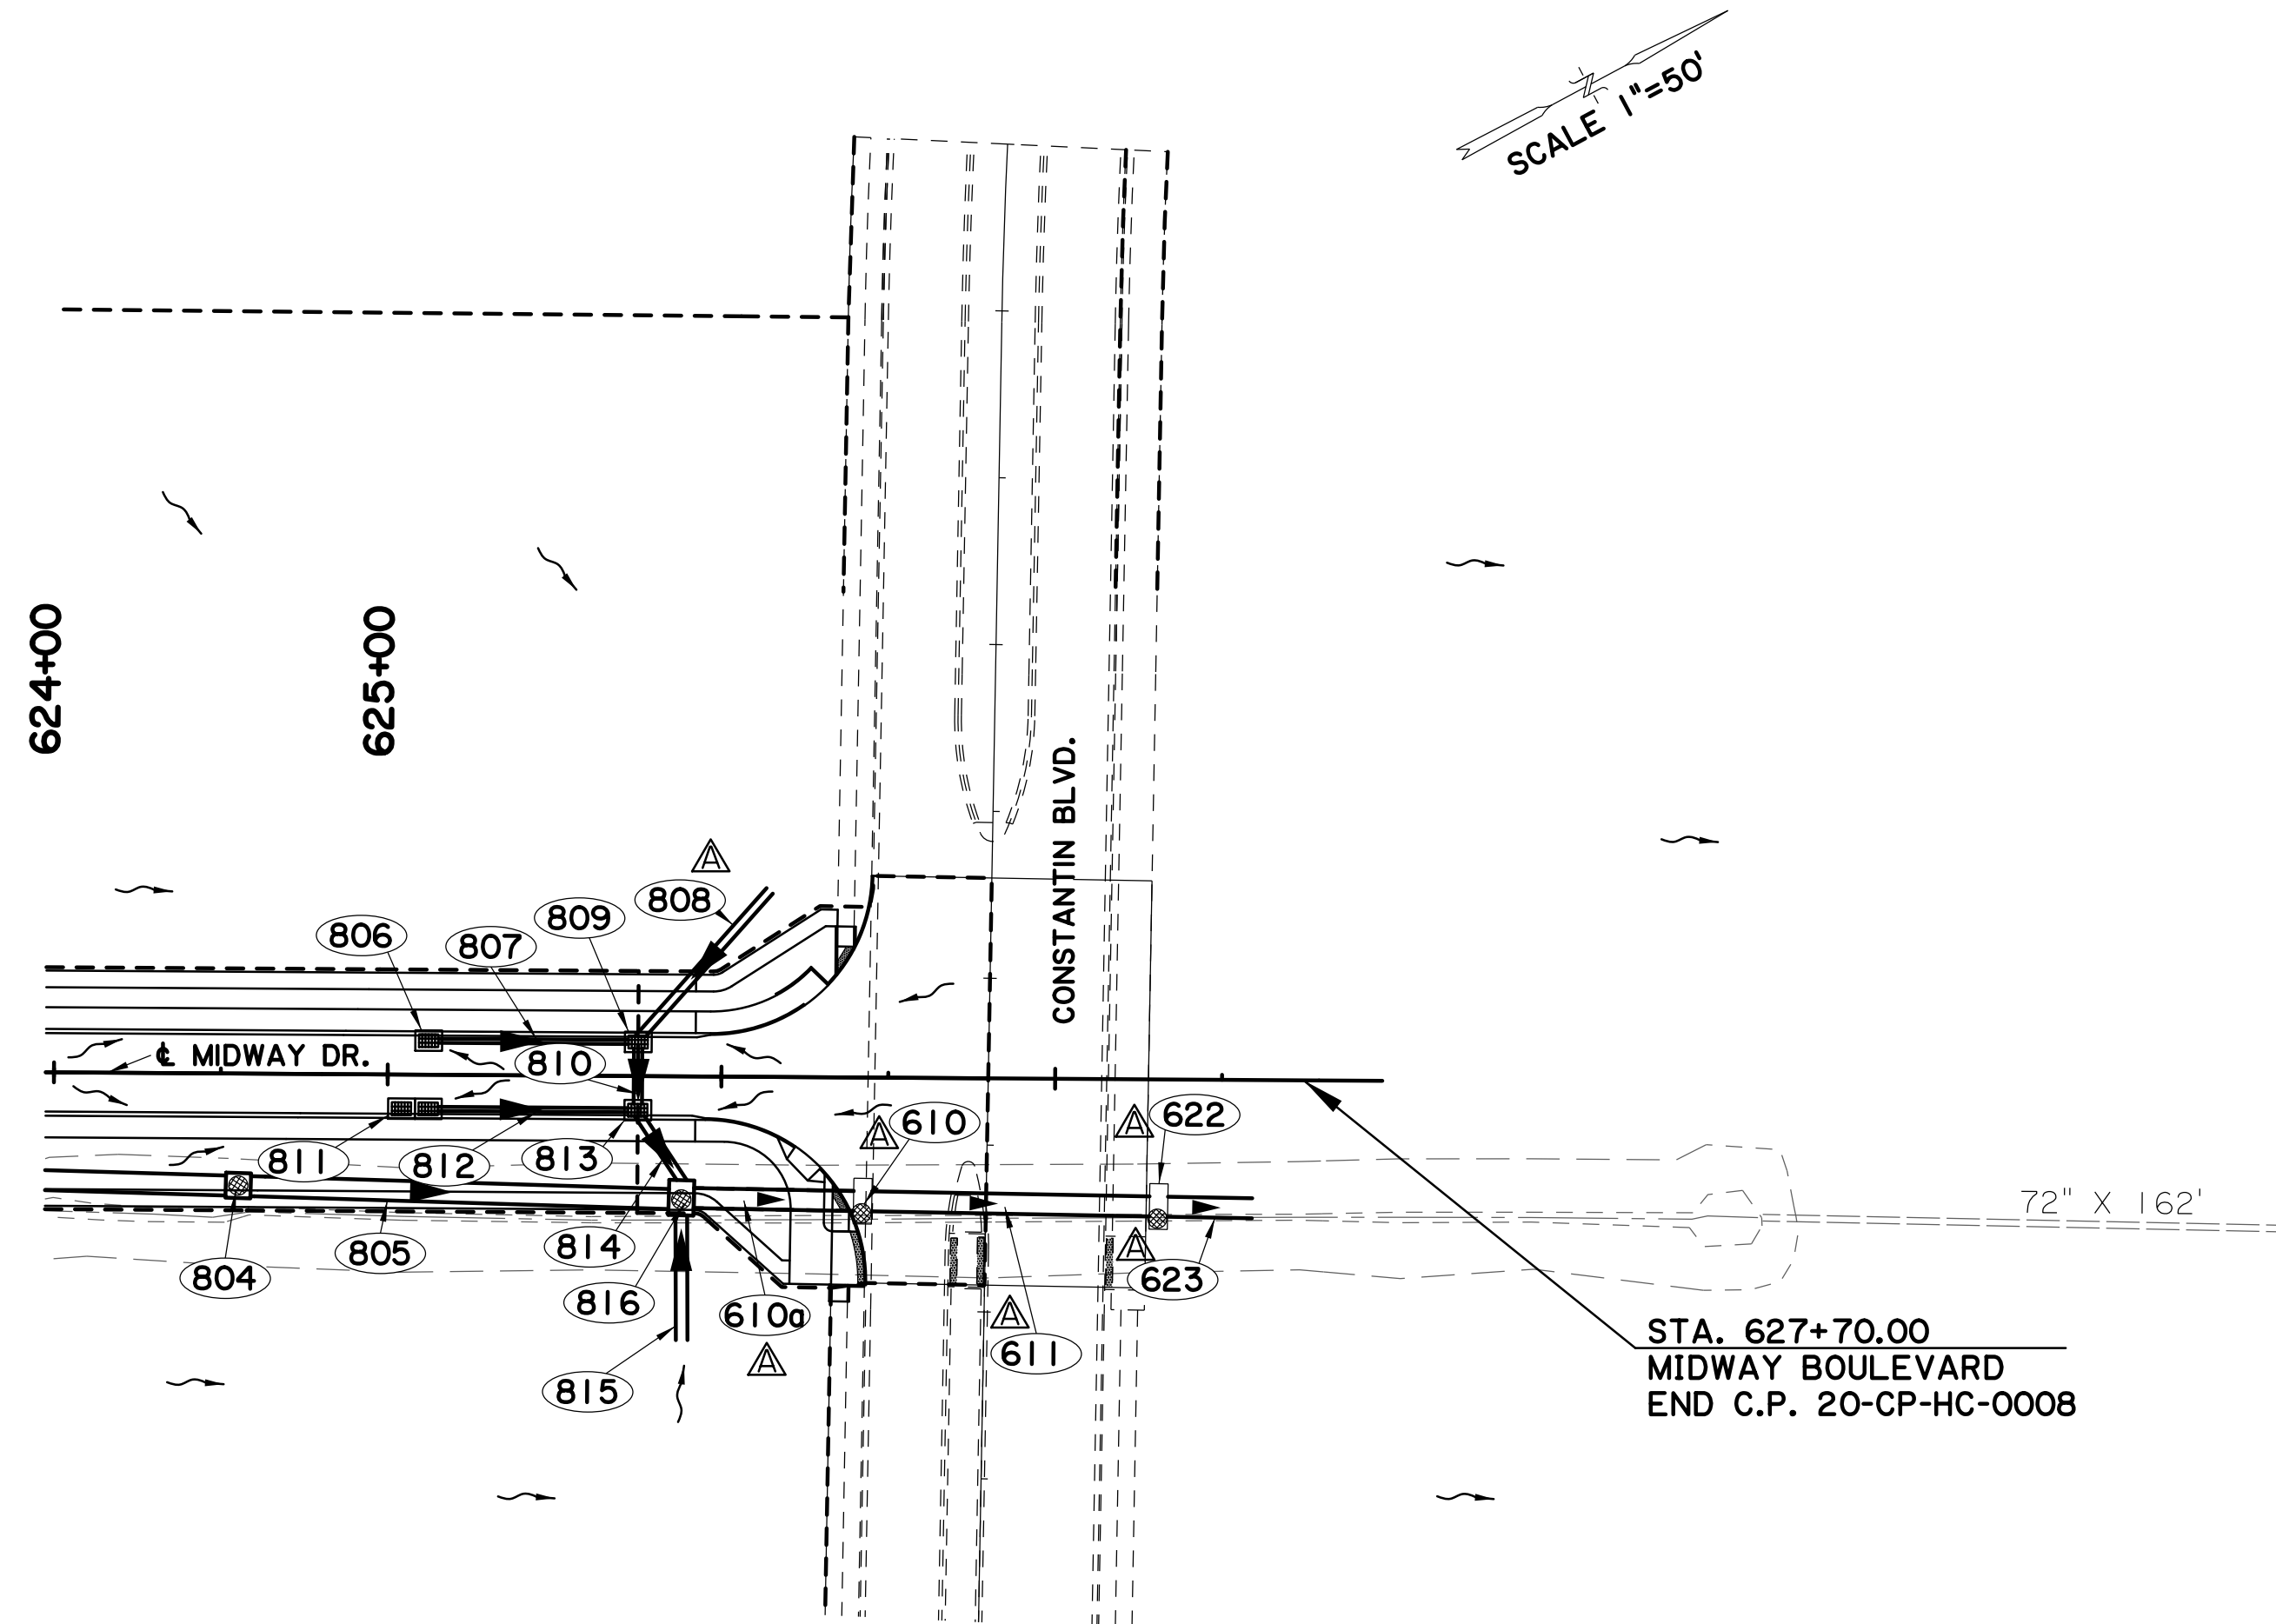 SCALE 1"=50'
624+00
625+00
CONSTANTIN BLVD.
A
808
809
806
807
℄ MIDWAY DR.
810
A
610
A
622
811
812
813
72" X 162'
804
805
814
A
623
816
610a
A
611
A
815
STA. 627+70.00
MIDWAY BOULEVARD
END C.P. 20-CP-HC-0008